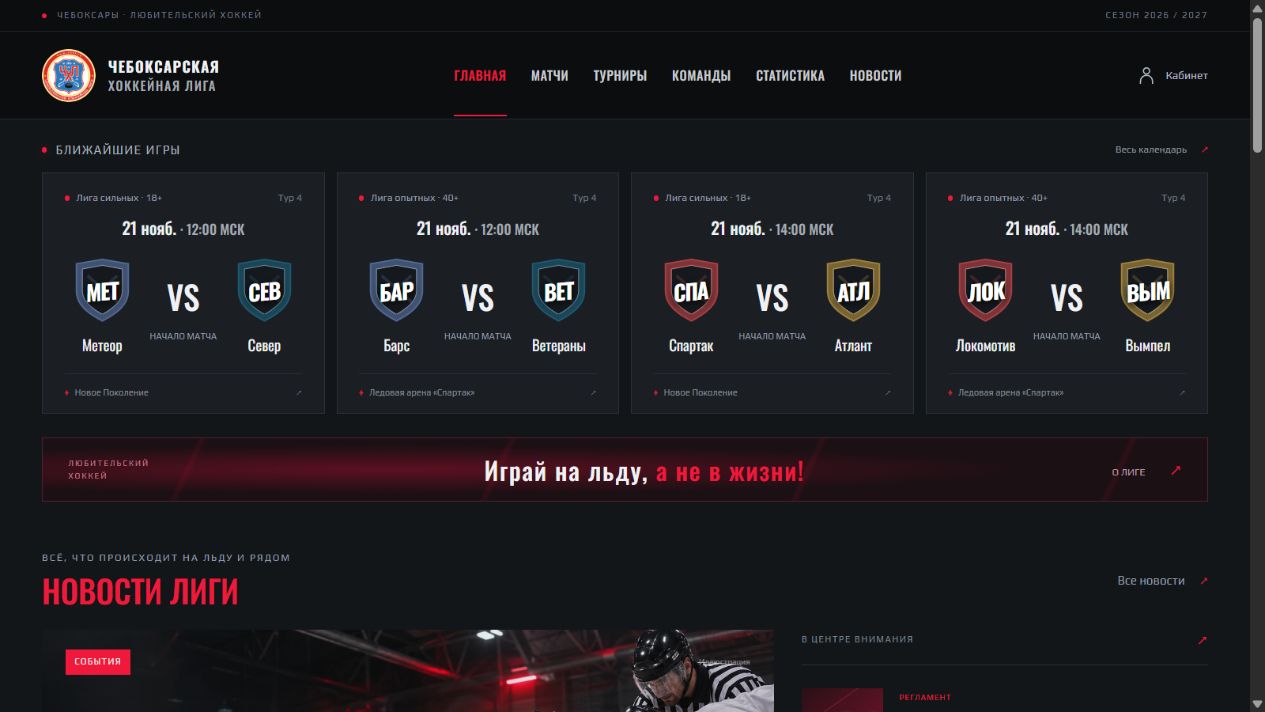 ЧЕБОКСАРЫ · ЛЮБИТЕЛЬСКИЙ ХОККЕЙ
СЕЗОН 2026 / 2027
ЧЕБОКСАРСКАЯ
ХОККЕЙНАЯ ЛИГА
ГЛАВНАЯ МАТЧИ ТУРНИРЫ КОМАНДЫ СТАТИСТИКА НОВОСТИ
Кабинет
БЛИЖАЙШИЕ ИГРЫ
Весь календарь
Лига сильных · 18+ Тур 4
21 нояб. · 12:00 МСК
МЕТ VS СЕВ
НАЧАЛО МАТЧА
Метеор Север
Новое Поколение
Лига опытных · 40+ Тур 4
21 нояб. · 12:00 МСК
БАР VS ВЕТ
НАЧАЛО МАТЧА
Барс Ветераны
Ледовая арена «Спартак»
Лига сильных · 18+ Тур 4
21 нояб. · 14:00 МСК
СПА VS АТЛ
НАЧАЛО МАТЧА
Спартак Атлант
Новое Поколение
Лига опытных · 40+ Тур 4
21 нояб. · 14:00 МСК
ЛОК VS ВЫМ
НАЧАЛО МАТЧА
Локомотив Вымпел
Ледовая арена «Спартак»
ЛЮБИТЕЛЬСКИЙ
ХОККЕЙ
Играй на льду, а не в жизни!
О ЛИГЕ
ВСЁ, ЧТО ПРОИСХОДИТ НА ЛЬДУ И РЯДОМ
НОВОСТИ ЛИГИ
Все новости
СОБЫТИЯ
Иллюстрация
В ЦЕНТРЕ ВНИМАНИЯ
РЕГЛАМЕНТ